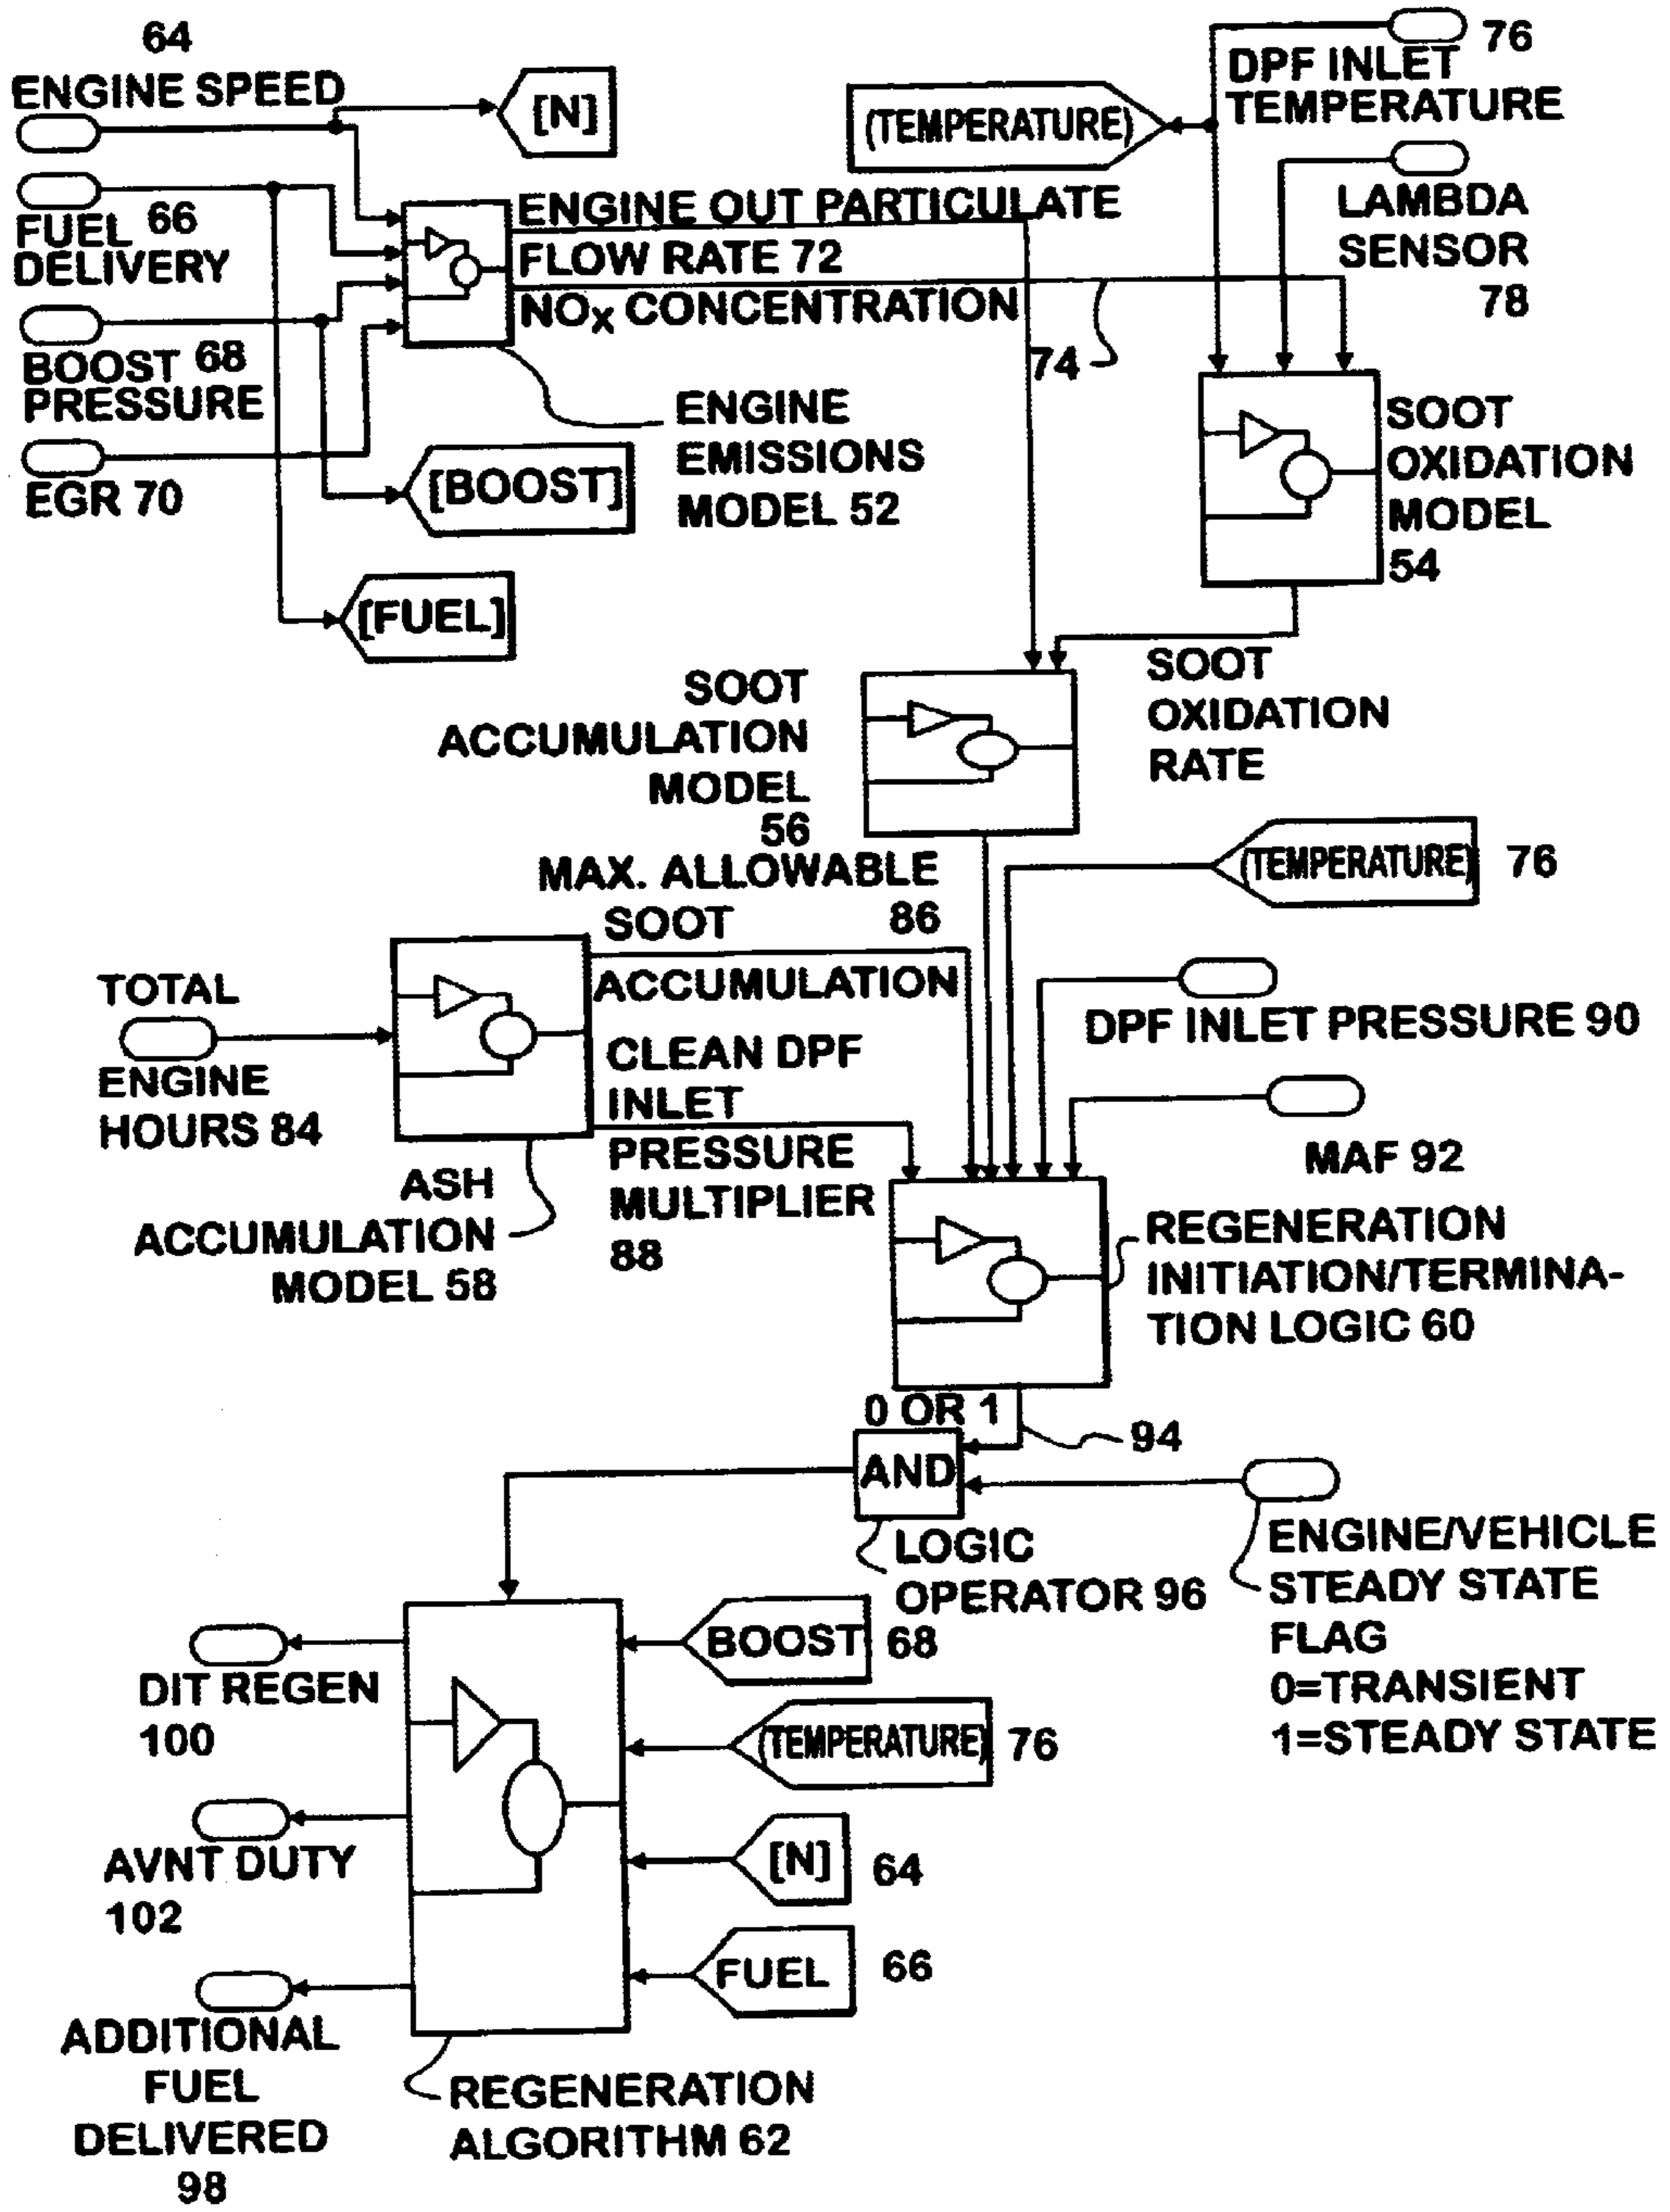 64
ENGINE SPEED
[N]
FUEL 66
DELIVERY
BOOST 68
PRESSURE
EGR 70
[BOOST]
[FUEL]
ENGINE OUT PARTICULATE
FLOW RATE 72
NOX CONCENTRATION
74
ENGINE
EMISSIONS
MODEL 52
(TEMPERATURE)
76
DPF INLET
TEMPERATURE
LAMBDA
SENSOR
78
SOOT
OXIDATION
MODEL
54
SOOT
OXIDATION
RATE
SOOT
ACCUMULATION
MODEL
56
(TEMPERATURE)
76
MAX. ALLOWABLE
SOOT
86
ACCUMULATION
TOTAL
ENGINE
HOURS 84
CLEAN DPF
INLET
PRESSURE
MULTIPLIER
88
ASH
ACCUMULATION
MODEL 58
DPF INLET PRESSURE 90
MAF 92
REGENERATION
INITIATION/TERMINA-
TION LOGIC 60
0 OR 1
94
AND
LOGIC
OPERATOR 96
ENGINE/VEHICLE
STEADY STATE
FLAG
0=TRANSIENT
1=STEADY STATE
BOOST
68
(TEMPERATURE)
76
[N]
64
FUEL
66
DIT REGEN
100
AVNT DUTY
102
ADDITIONAL
FUEL
DELIVERED
98
REGENERATION
ALGORITHM 62